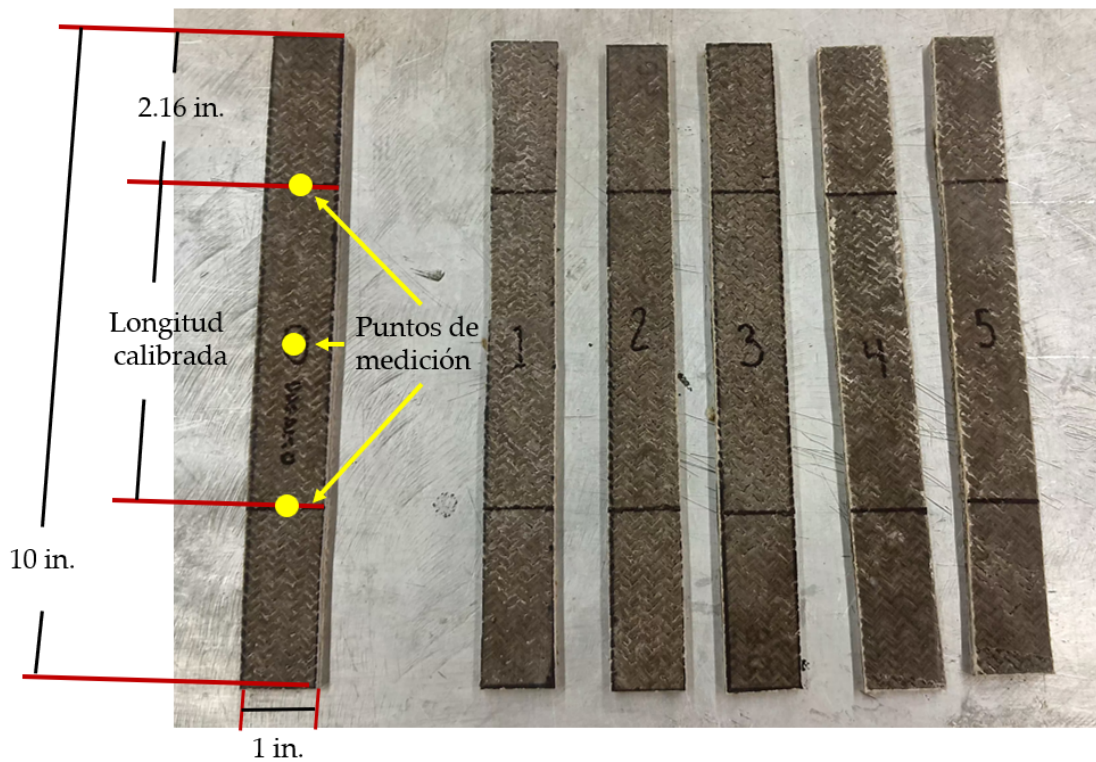 2.16 in.
Longitud
calibrada
Puntos de
medición
1
2
3
4
5
10 in.
1 in.